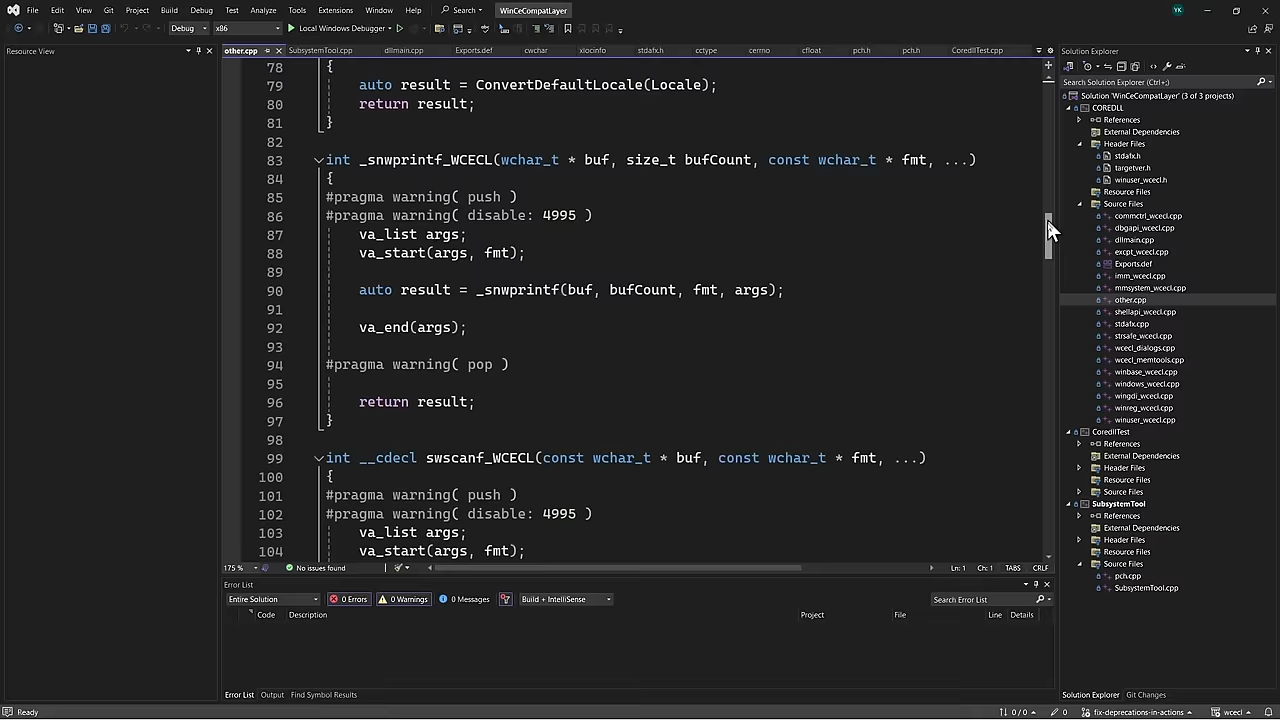 File Edit View Git Project Build Debug Test Analyze Tools Extensions Window Help Search WinCeCompatLayer YK
Debug x86 Local Windows Debugger
Resource View
other.cpp SubsystemTool.cpp dllmain.cpp Exports.def cwchar xlocinfo stdafx.h cctype cerrno cfloat pch.h pch.h CoredllTest.cpp
78 {
79 auto result = ConvertDefaultLocale(Locale);
80 return result;
81 }
82
83 int _snwprintf_WCECL(wchar_t * buf, size_t bufCount, const wchar_t * fmt, ...)
84 {
85 #pragma warning( push )
86 #pragma warning( disable: 4995 )
87 va_list args;
88 va_start(args, fmt);
89
90 auto result = _snwprintf(buf, bufCount, fmt, args);
91
92 va_end(args);
93
94 #pragma warning( pop )
95
96 return result;
97 }
98
99 int __cdecl swscanf_WCECL(const wchar_t * buf, const wchar_t * fmt, ...)
100 {
101 #pragma warning( push )
102 #pragma warning( disable: 4995 )
103 va_list args;
104 va_start(args, fmt);
175 % No issues found Ln: 1 Ch: 1 TABS CRLF
Error List
Entire Solution 0 Errors 0 Warnings 0 Messages Build + IntelliSense Search Error List
Code Description Project File Line Details
Error List Output Find Symbol Results
Solution Explorer
Search Solution Explorer (Ctrl+;)
Solution 'WinCeCompatLayer' (3 of 3 projects)
COREDLL
References
External Dependencies
Header Files
stdafx.h
targetver.h
winuser_wcecl.h
Resource Files
Source Files
commctrl_wcecl.cpp
dbgapi_wcecl.cpp
dllmain.cpp
excpt_wcecl.cpp
Exports.def
imm_wcecl.cpp
mmsystem_wcecl.cpp
other.cpp
shellapi_wcecl.cpp
stdafx.cpp
strsafe_wcecl.cpp
wcecl_dialogs.cpp
wcecl_memtools.cpp
winbase_wcecl.cpp
windows_wcecl.cpp
wingdi_wcecl.cpp
winreg_wcecl.cpp
winuser_wcecl.cpp
CoredllTest
References
External Dependencies
Header Files
Resource Files
Source Files
SubsystemTool
References
External Dependencies
Header Files
Resource Files
Source Files
pch.cpp
SubsystemTool.cpp
Solution Explorer Git Changes
Ready 0 / 0 0 fix-deprecations-in-actions wcecl